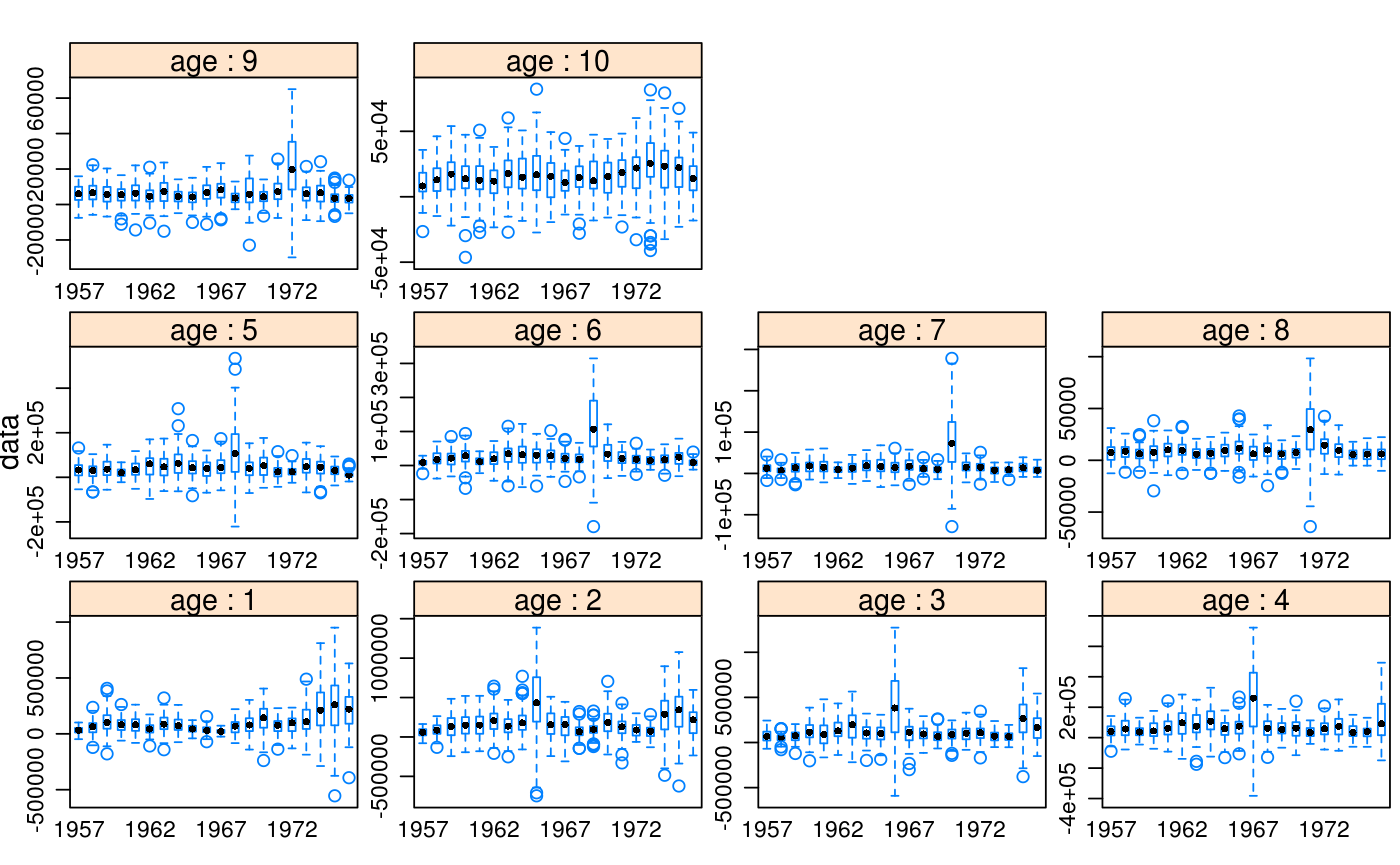 age : 9 age : 10
-20000 20000 60000
-5e+04 5e+04
1957 1962 1967 1972 1957 1962 1967 1972
age : 5 age : 6 age : 7 age : 8
data
-2e+05 2e+05
-2e+05 1e+05 3e+05
-1e+05 1e+05
-50000 0 50000
1957 1962 1967 1972 1957 1962 1967 1972 1957 1962 1967 1972 1957 1962 1967 1972
age : 1 age : 2 age : 3 age : 4
-500000 0 500000
-500000 1000000
-500000 500000
-4e+05 2e+05
1957 1962 1967 1972 1957 1962 1967 1972 1957 1962 1967 1972 1957 1962 1967 1972